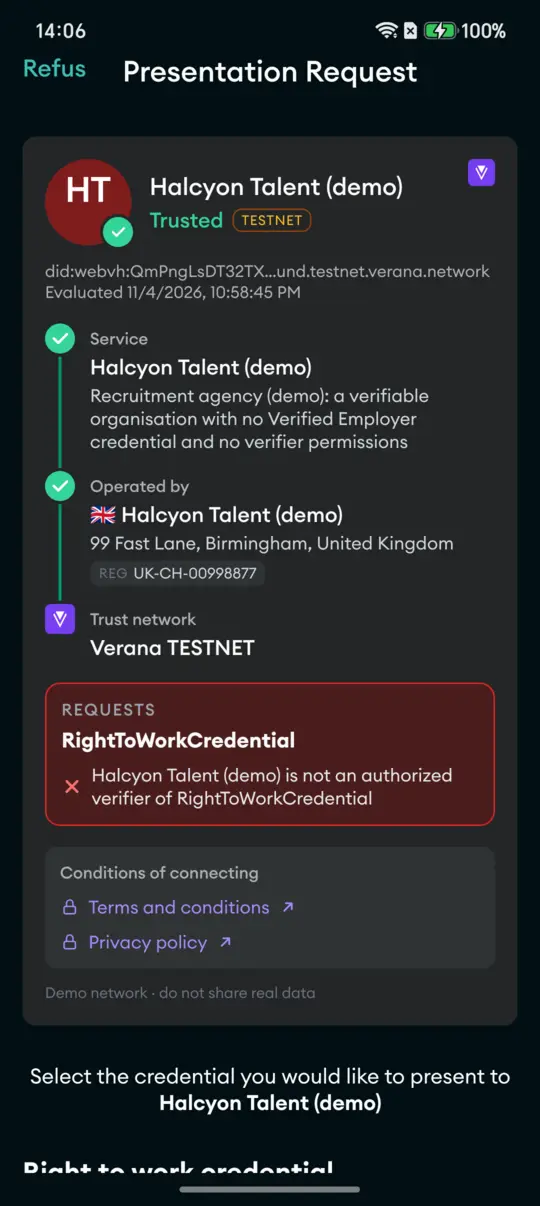 14:06
100%
Refus
Presentation Request
HT
Halcyon Talent (demo)
Trusted
TESTNET
did:webvh:QmPngLsDT32TX...und.testnet.verana.network
Evaluated 11/4/2026, 10:58:45 PM
Service
Halcyon Talent (demo)
Recruitment agency (demo): a verifiable
organisation with no Verified Employer
credential and no verifier permissions
Operated by
🇬🇧 Halcyon Talent (demo)
99 Fast Lane, Birmingham, United Kingdom
REG UK-CH-00998877
Trust network
Verana TESTNET
REQUESTS
RightToWorkCredential
Halcyon Talent (demo) is not an authorized
verifier of RightToWorkCredential
Conditions of connecting
Terms and conditions ↗
Privacy policy ↗
Demo network · do not share real data
Select the credential you would like to present to
Halcyon Talent (demo)
Right to work credential